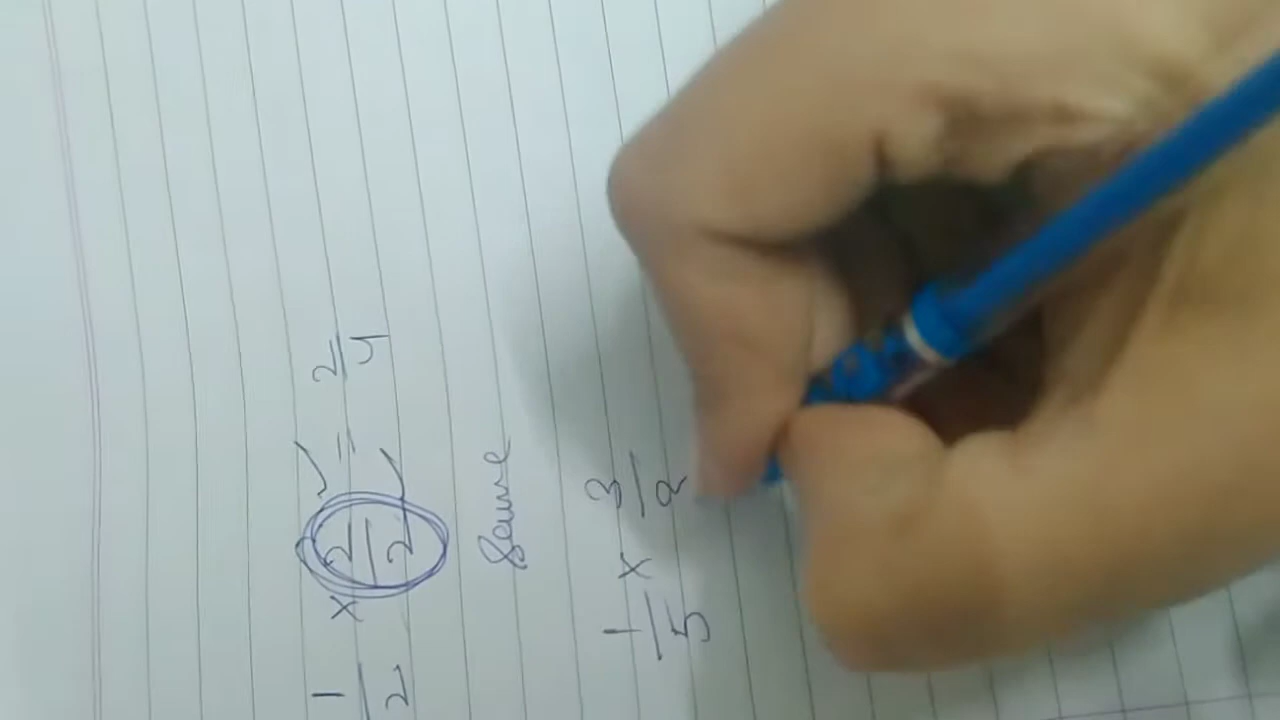 1/2 × 2/2 = 2/4
Same
1/5 × 3/2